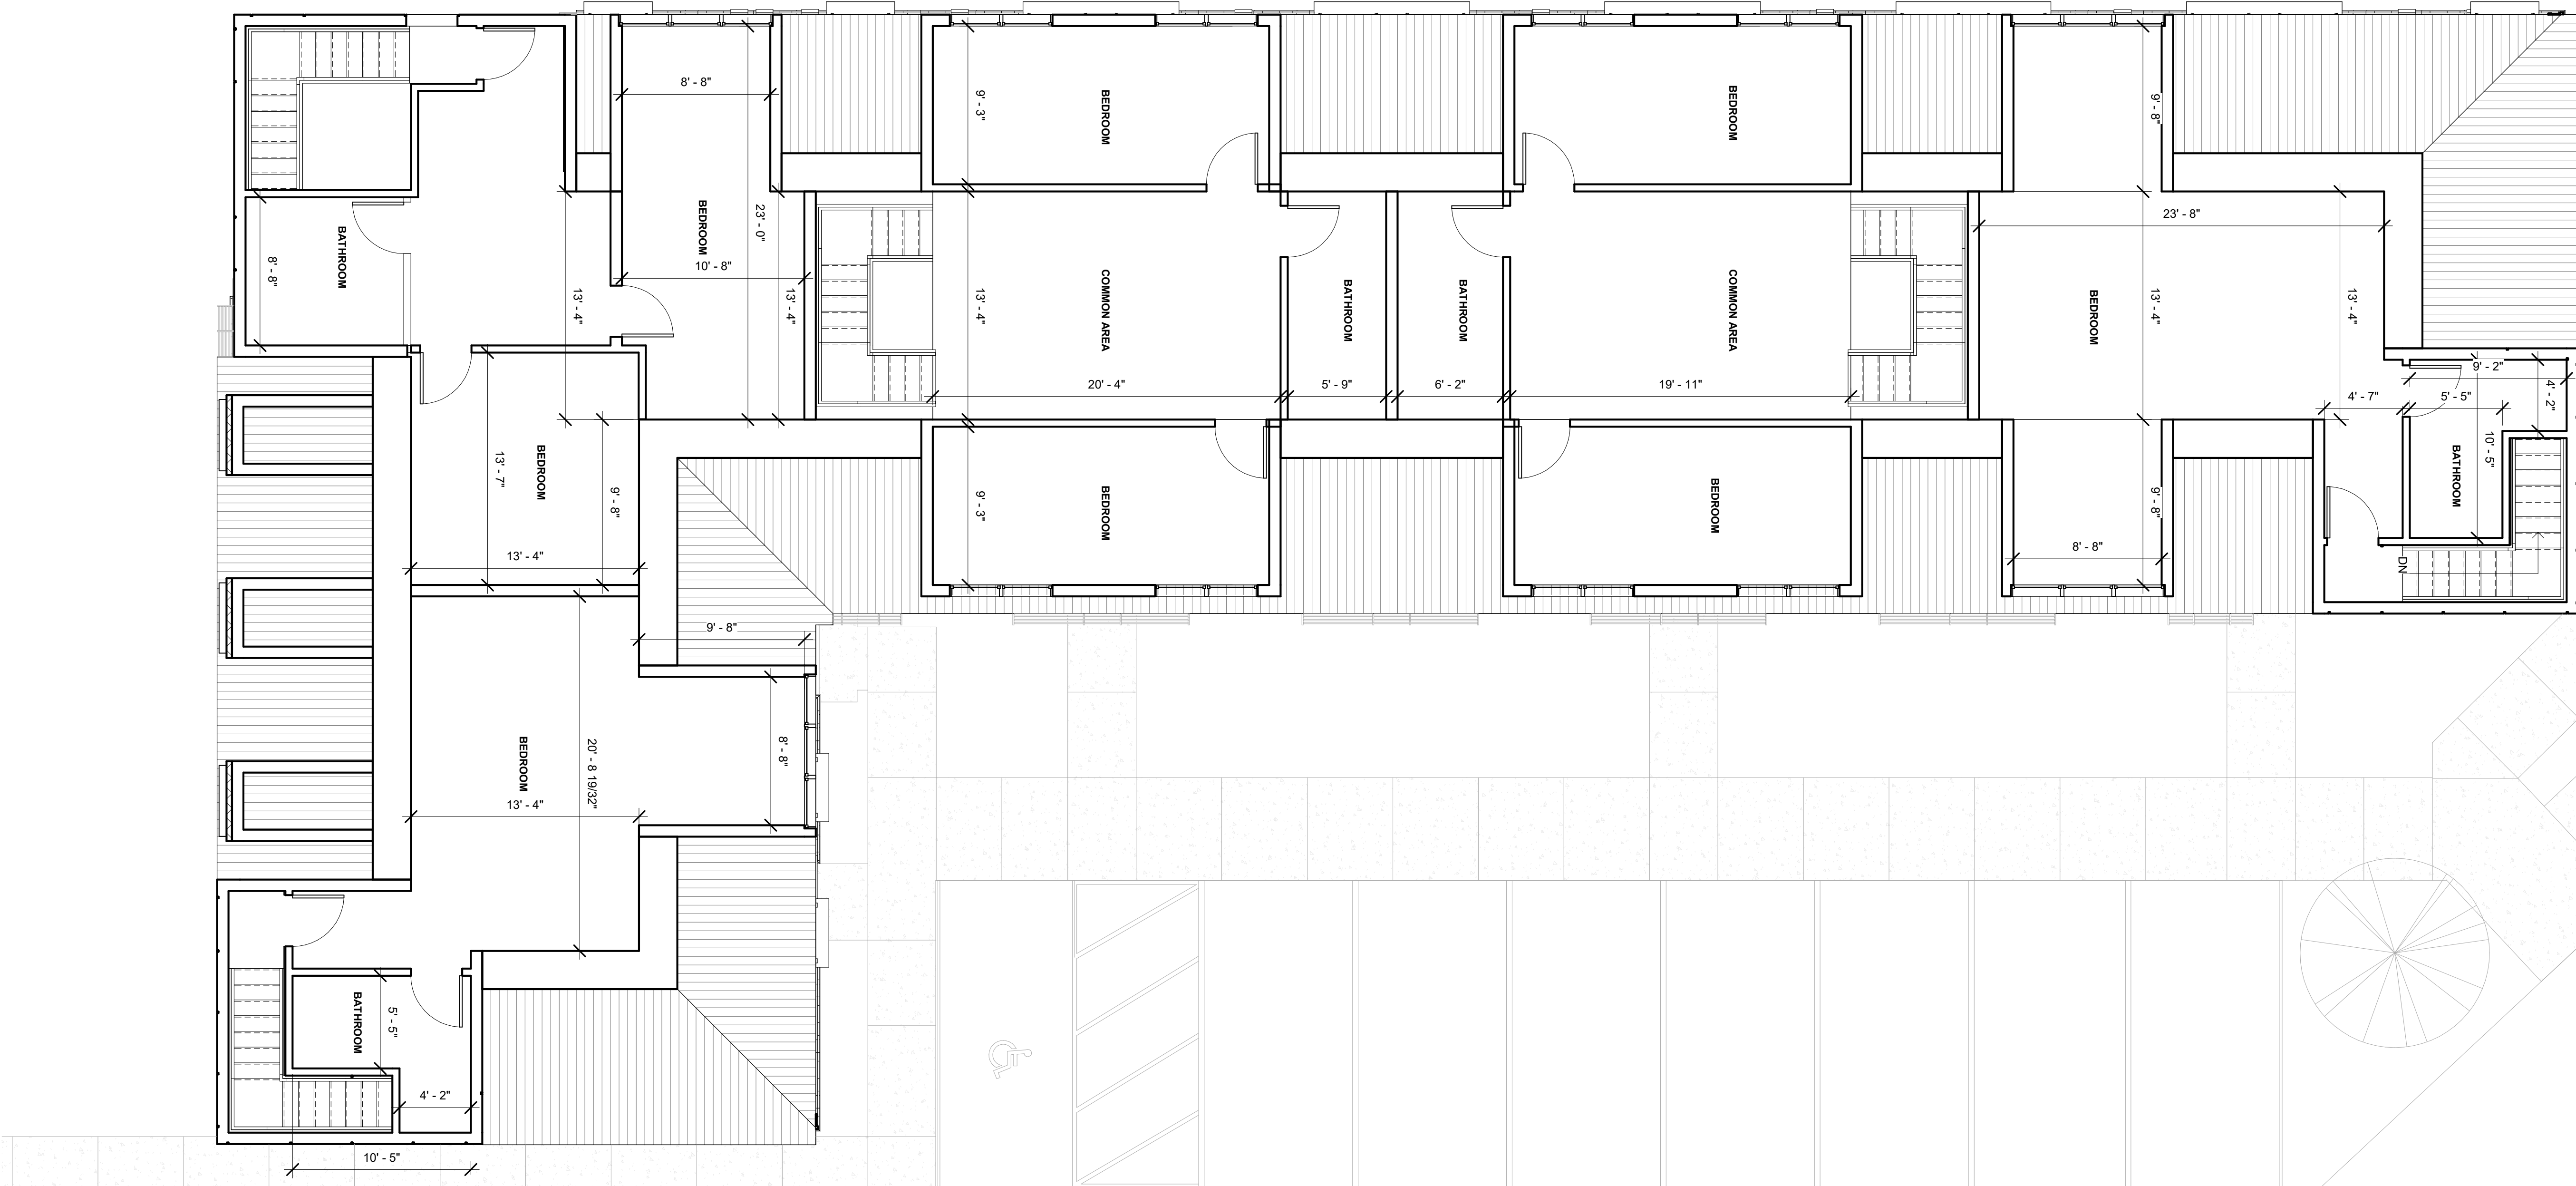 8' - 8"
9' - 3"
BEDROOM
BEDROOM
9' - 8"
BATHROOM
8' - 8"
BEDROOM
23' - 0"
10' - 8"
13' - 4"
13' - 4"
13' - 4"
COMMON AREA
BATHROOM
BATHROOM
COMMON AREA
23' - 8"
BEDROOM
13' - 4"
13' - 4"
20' - 4"
5' - 9"
6' - 2"
19' - 11"
9' - 2"
4' - 7"
5' - 5"
4' - 2"
10' - 5"
BATHROOM
BEDROOM
13' - 7"
9' - 8"
13' - 4"
9' - 3"
BEDROOM
BEDROOM
9' - 8"
8' - 8"
DN
9' - 8"
BEDROOM
20' - 8 19/32"
8' - 8"
13' - 4"
BATHROOM
5' - 5"
4' - 2"
10' - 5"